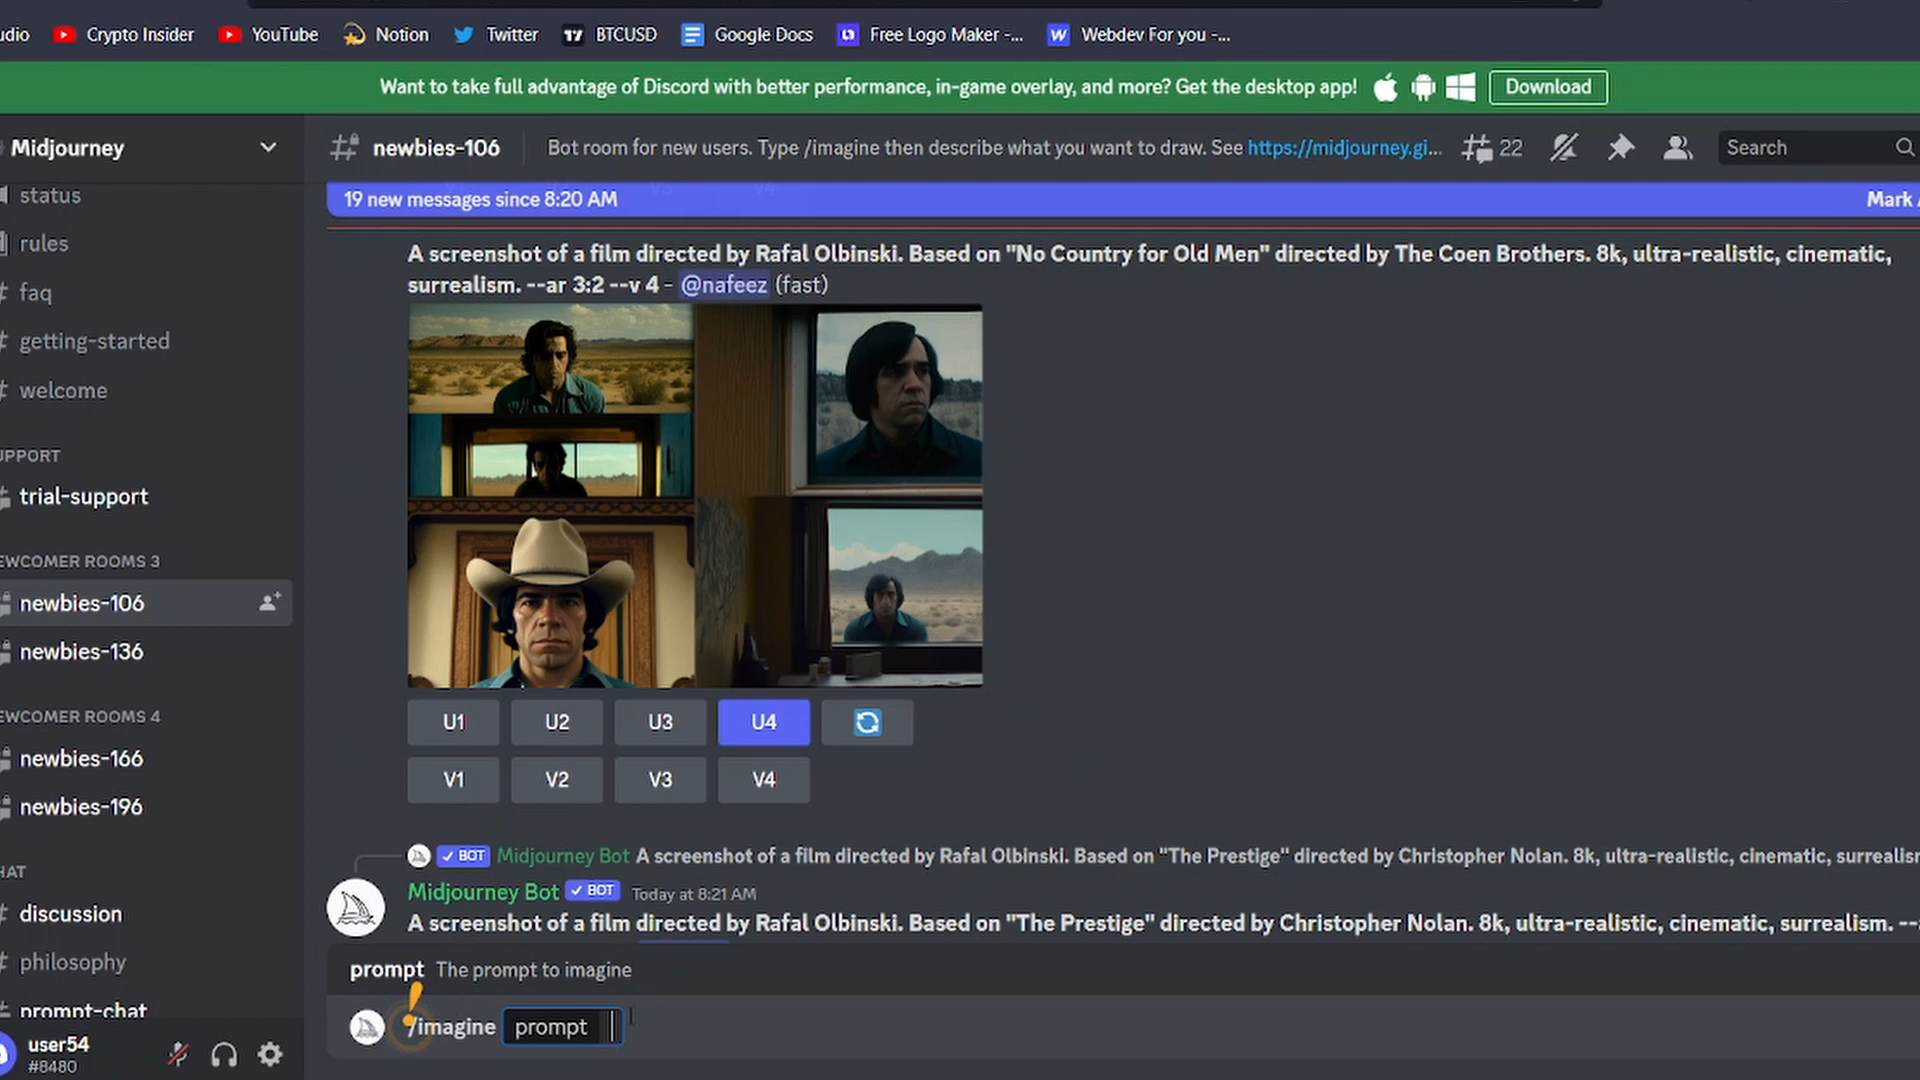 udio Crypto Insider YouTube Notion Twitter BTCUSD Google Docs Free Logo Maker -... Webdev For you -...
Want to take full advantage of Discord with better performance, in-game overlay, and more? Get the desktop app! Download
Midjourney
newbies-106 Bot room for new users. Type /imagine then describe what you want to draw. See https://midjourney.gi... 22 Search
status
rules
faq
getting-started
welcome
UPPORT
trial-support
EWCOMER ROOMS 3
newbies-106
newbies-136
EWCOMER ROOMS 4
newbies-166
newbies-196
HAT
discussion
philosophy
prompt-chat
user54
#8480
19 new messages since 8:20 AM Mark
A screenshot of a film directed by Rafal Olbinski. Based on "No Country for Old Men" directed by The Coen Brothers. 8k, ultra-realistic, cinematic,
surrealism. --ar 3:2 --v 4 - @nafeez (fast)
U1 U2 U3 U4
V1 V2 V3 V4
BOT Midjourney Bot A screenshot of a film directed by Rafal Olbinski. Based on "The Prestige" directed by Christopher Nolan. 8k, ultra-realistic, cinematic, surrealism
Midjourney Bot BOT Today at 8:21 AM
A screenshot of a film directed by Rafal Olbinski. Based on "The Prestige" directed by Christopher Nolan. 8k, ultra-realistic, cinematic, surrealism. --
prompt The prompt to imagine
/imagine prompt